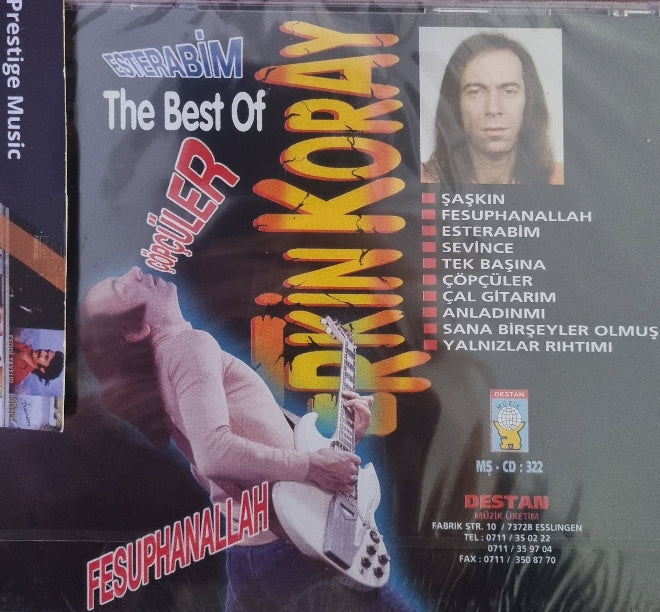 Prestige Music
ESTERABİM
The Best Of
ERKİN KORAY
ÇÖPÇÜLER
FESUPHANALLAH
ŞAŞKIN
FESUPHANALLAH
ESTERABİM
SEVİNCE
TEK BAŞINA
ÇÖPÇÜLER
ÇAL GİTARIM
ANLADINMI
SANA BİRŞEYLER OLMUŞ
YALNIZLAR RIHTIMI
DESTAN
MÜZİK
MŞ - CD : 322
DESTAN
MÜZİK ÜRETİM
FABRIK STR. 10 / 73728 ESSLINGEN
TEL : 0711 / 35 02 22
0711 / 35 97 04
FAX : 0711 / 350 87 70